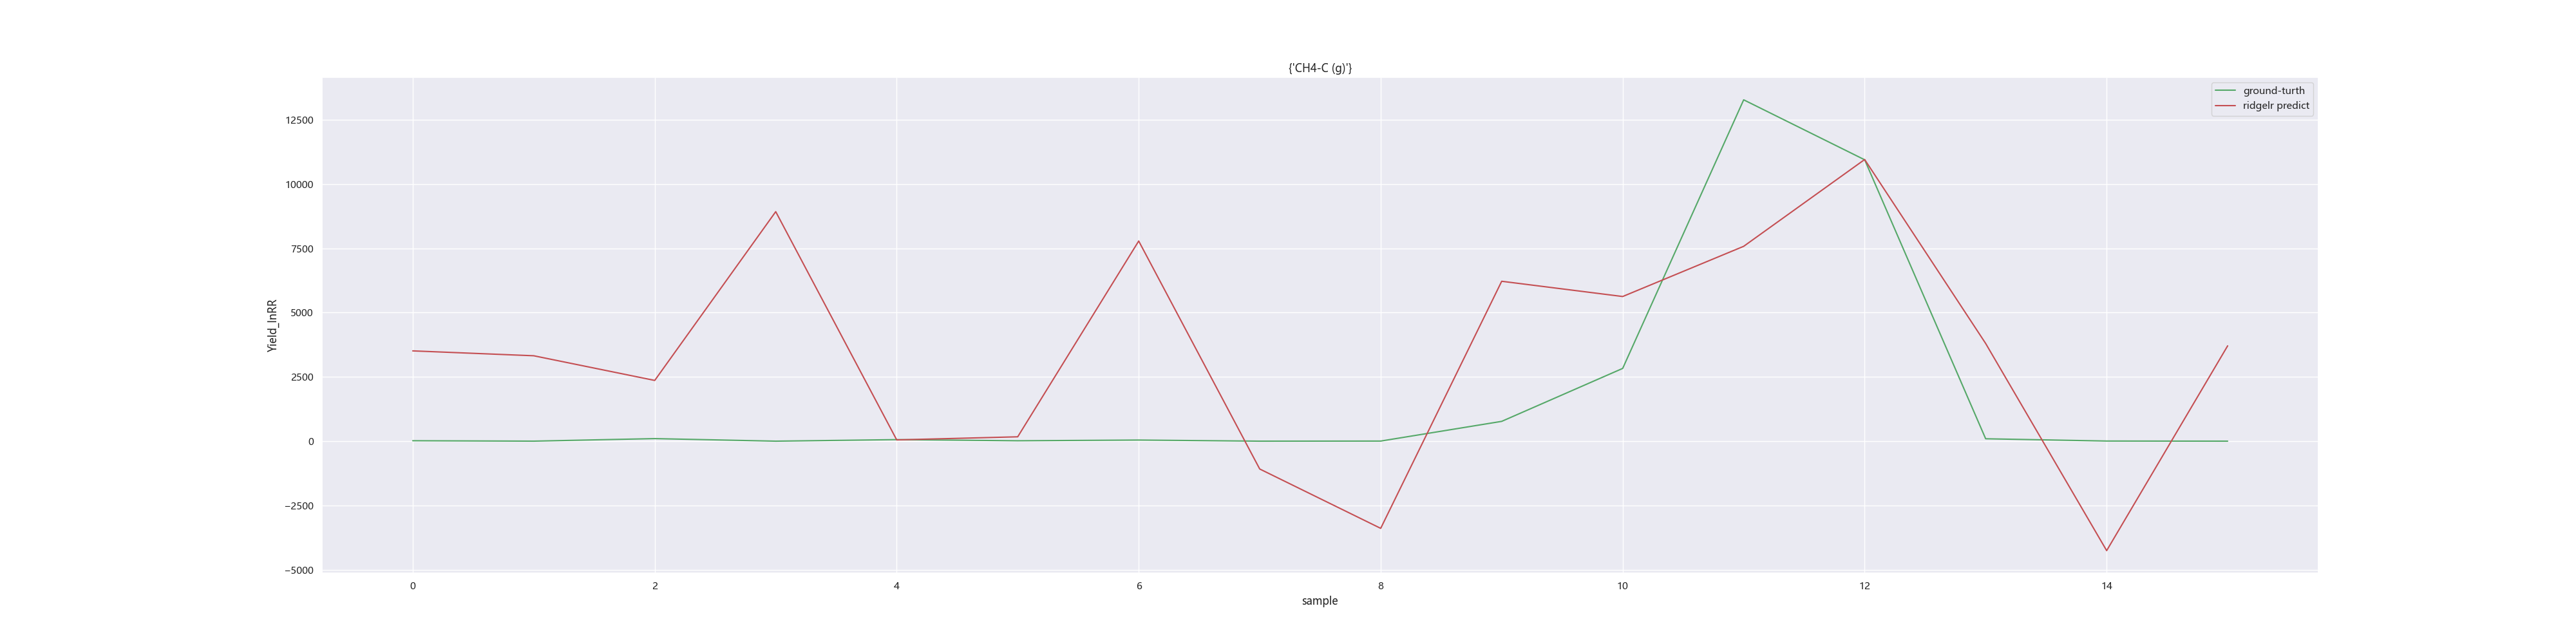 {'CH4-C (g)'}
ground-turth
ridgelr predict
12500
10000
7500
5000
2500
0
−2500
−5000
Yield_lnRR
0 2 4 6 8 10 12 14
sample